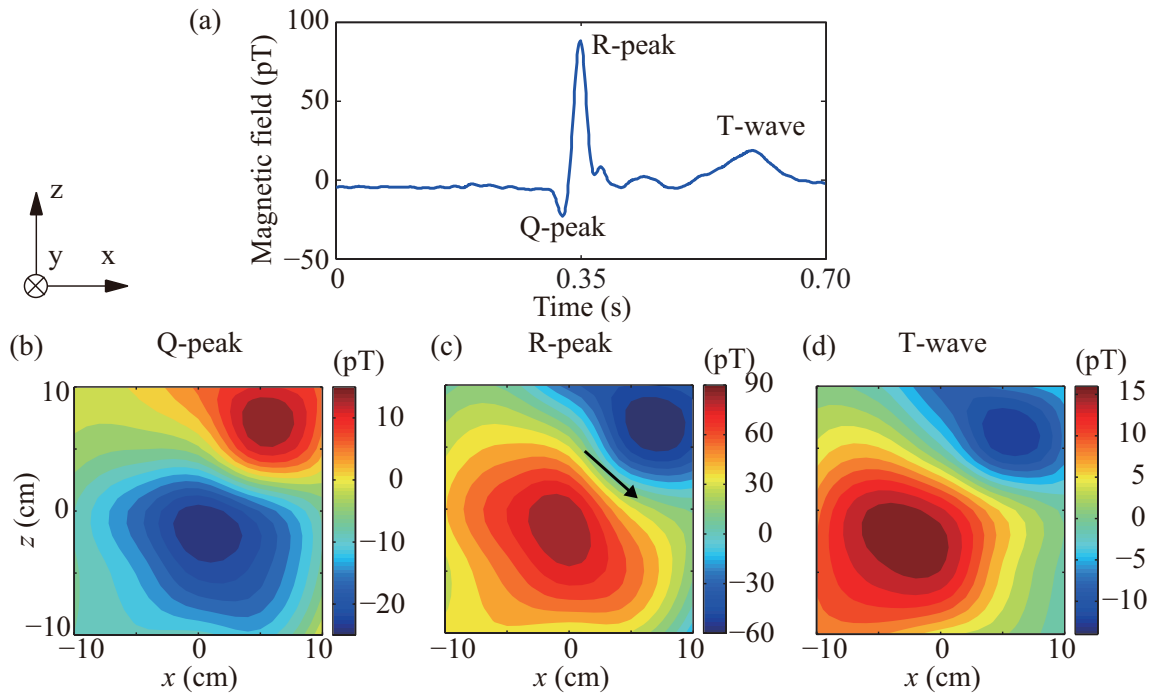 (a)
100
50
0
−50
Magnetic field (pT)
R-peak
T-wave
Q-peak
0
0.35
0.70
Time (s)
z
y
x
(b)
Q-peak
(pT)
10
0
−10
z (cm)
−10
0
10
x (cm)
10
0
−10
−20
(c)
R-peak
(pT)
−10
0
10
x (cm)
90
60
30
0
−30
−60
(d)
T-wave
(pT)
−10
0
10
x (cm)
15
10
5
0
−5
−10